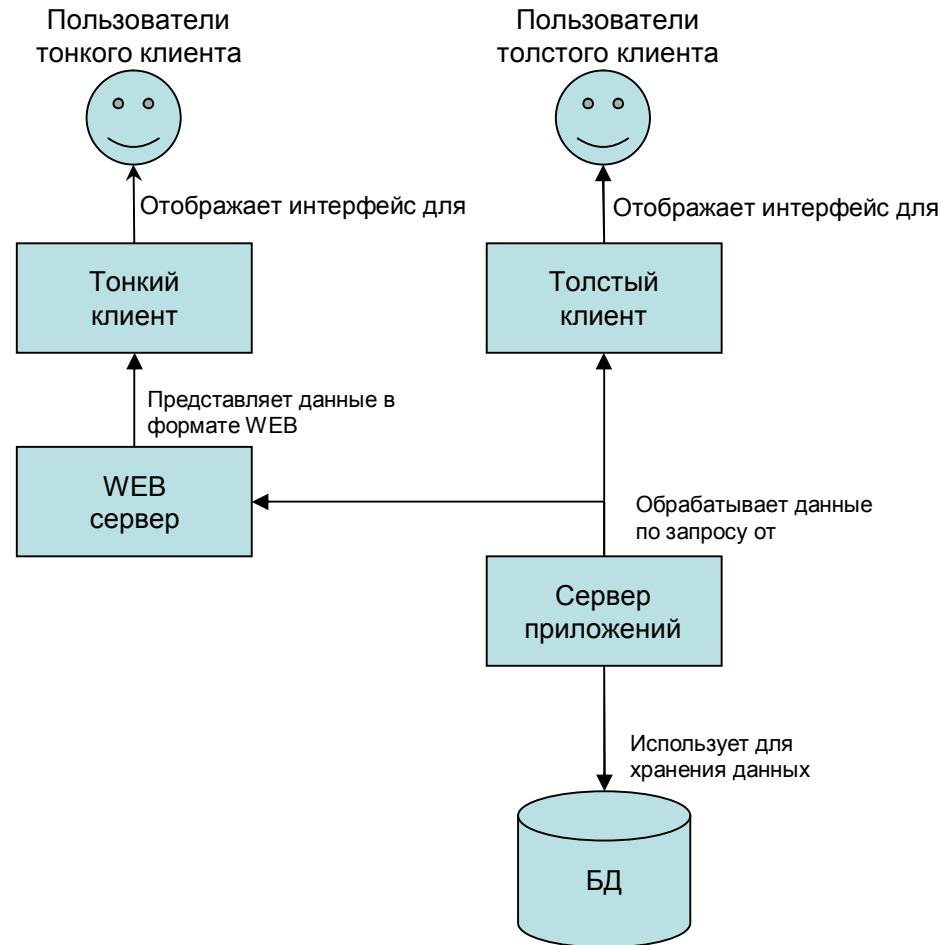 Пользователи
тонкого клиента
Пользователи
толстого клиента
Отображает интерфейс для
Отображает интерфейс для
Тонкий
клиент
Толстый
клиент
Представляет данные в
формате WEB
WEB
сервер
Обрабатывает данные
по запросу от
Сервер
приложений
Использует для
хранения данных
БД